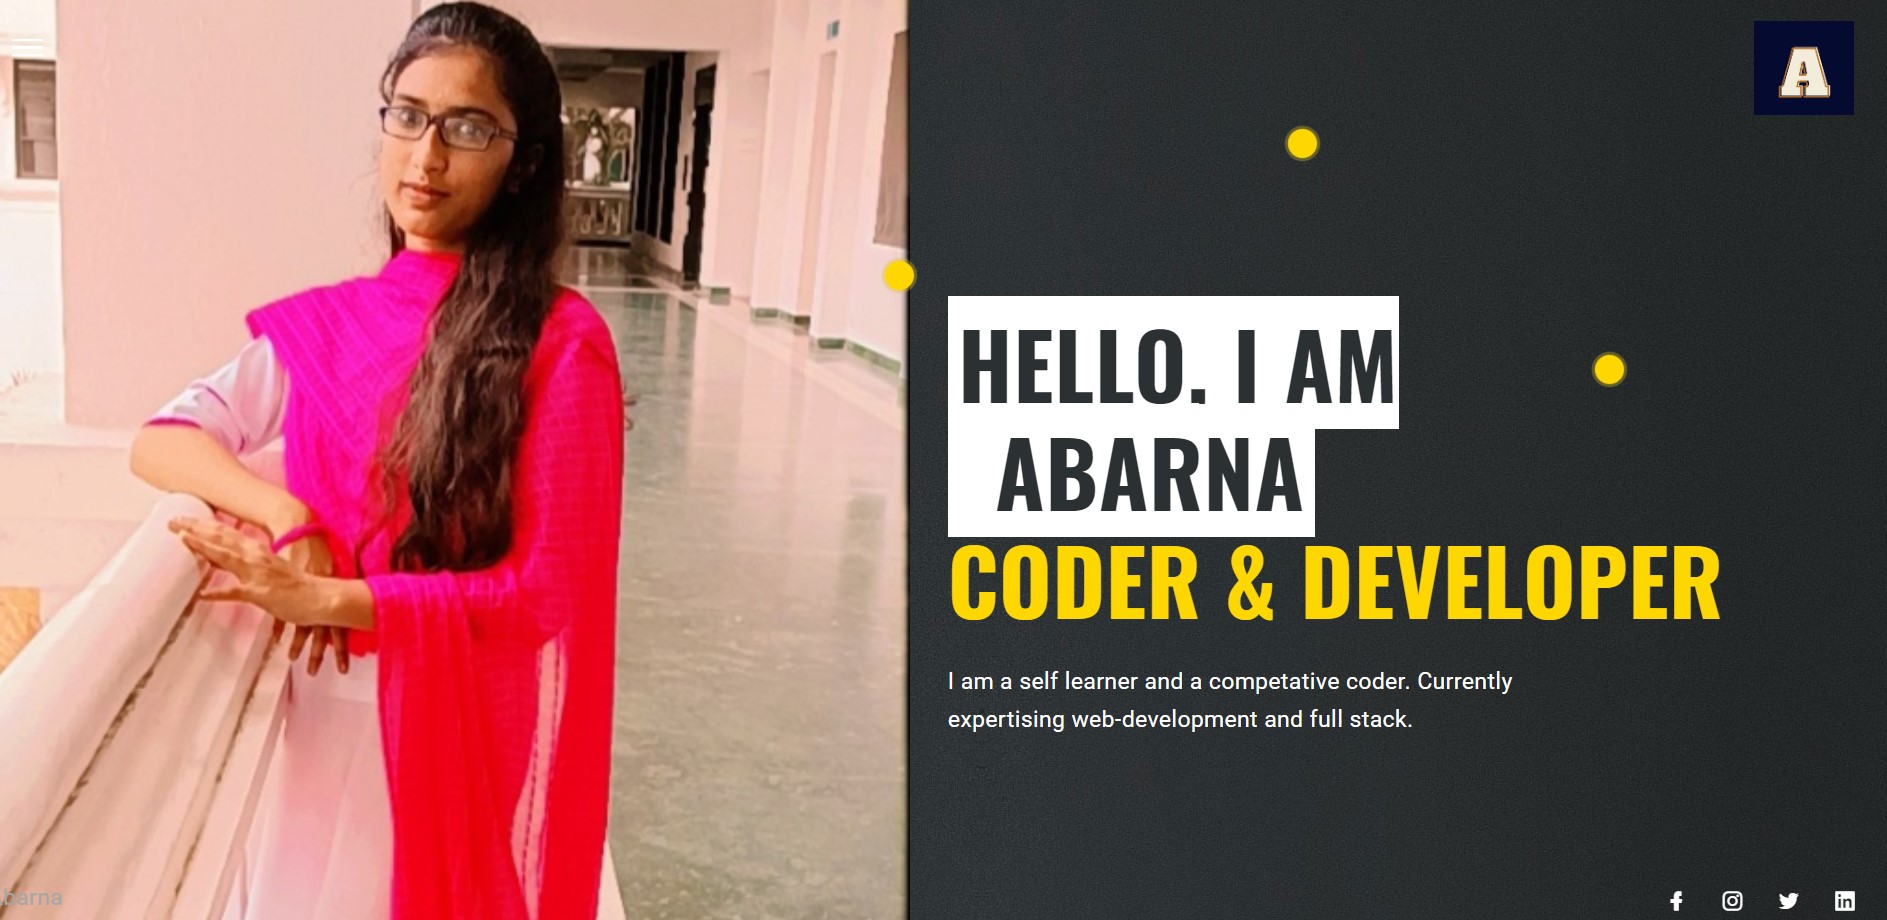 A
HELLO, I AM
ABARNA
CODER & DEVELOPER
I am a self learner and a competative coder. Currently
expertising web-development and full stack.
barna